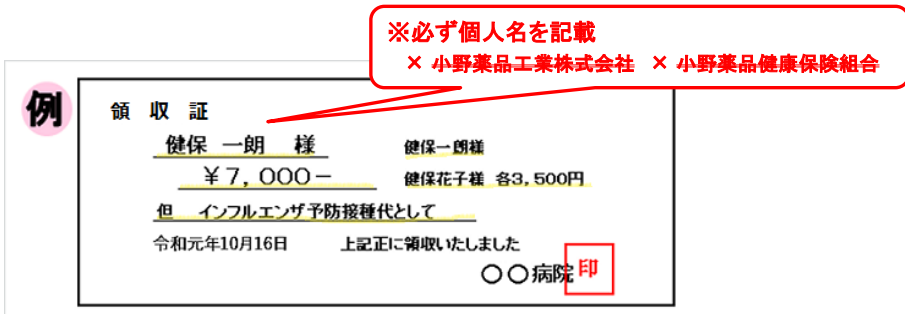 ※必ず個人名を記載
× 小野薬品工業株式会社 × 小野薬品健康保険組合
例
領 収 証
健保 一朗 様 健保一朗様
￥7,000－ 健保花子様 各3,500円
但 インフルエンザ予防接種代として
令和元年10月16日 上記正に領収いたしました
〇〇病院 印